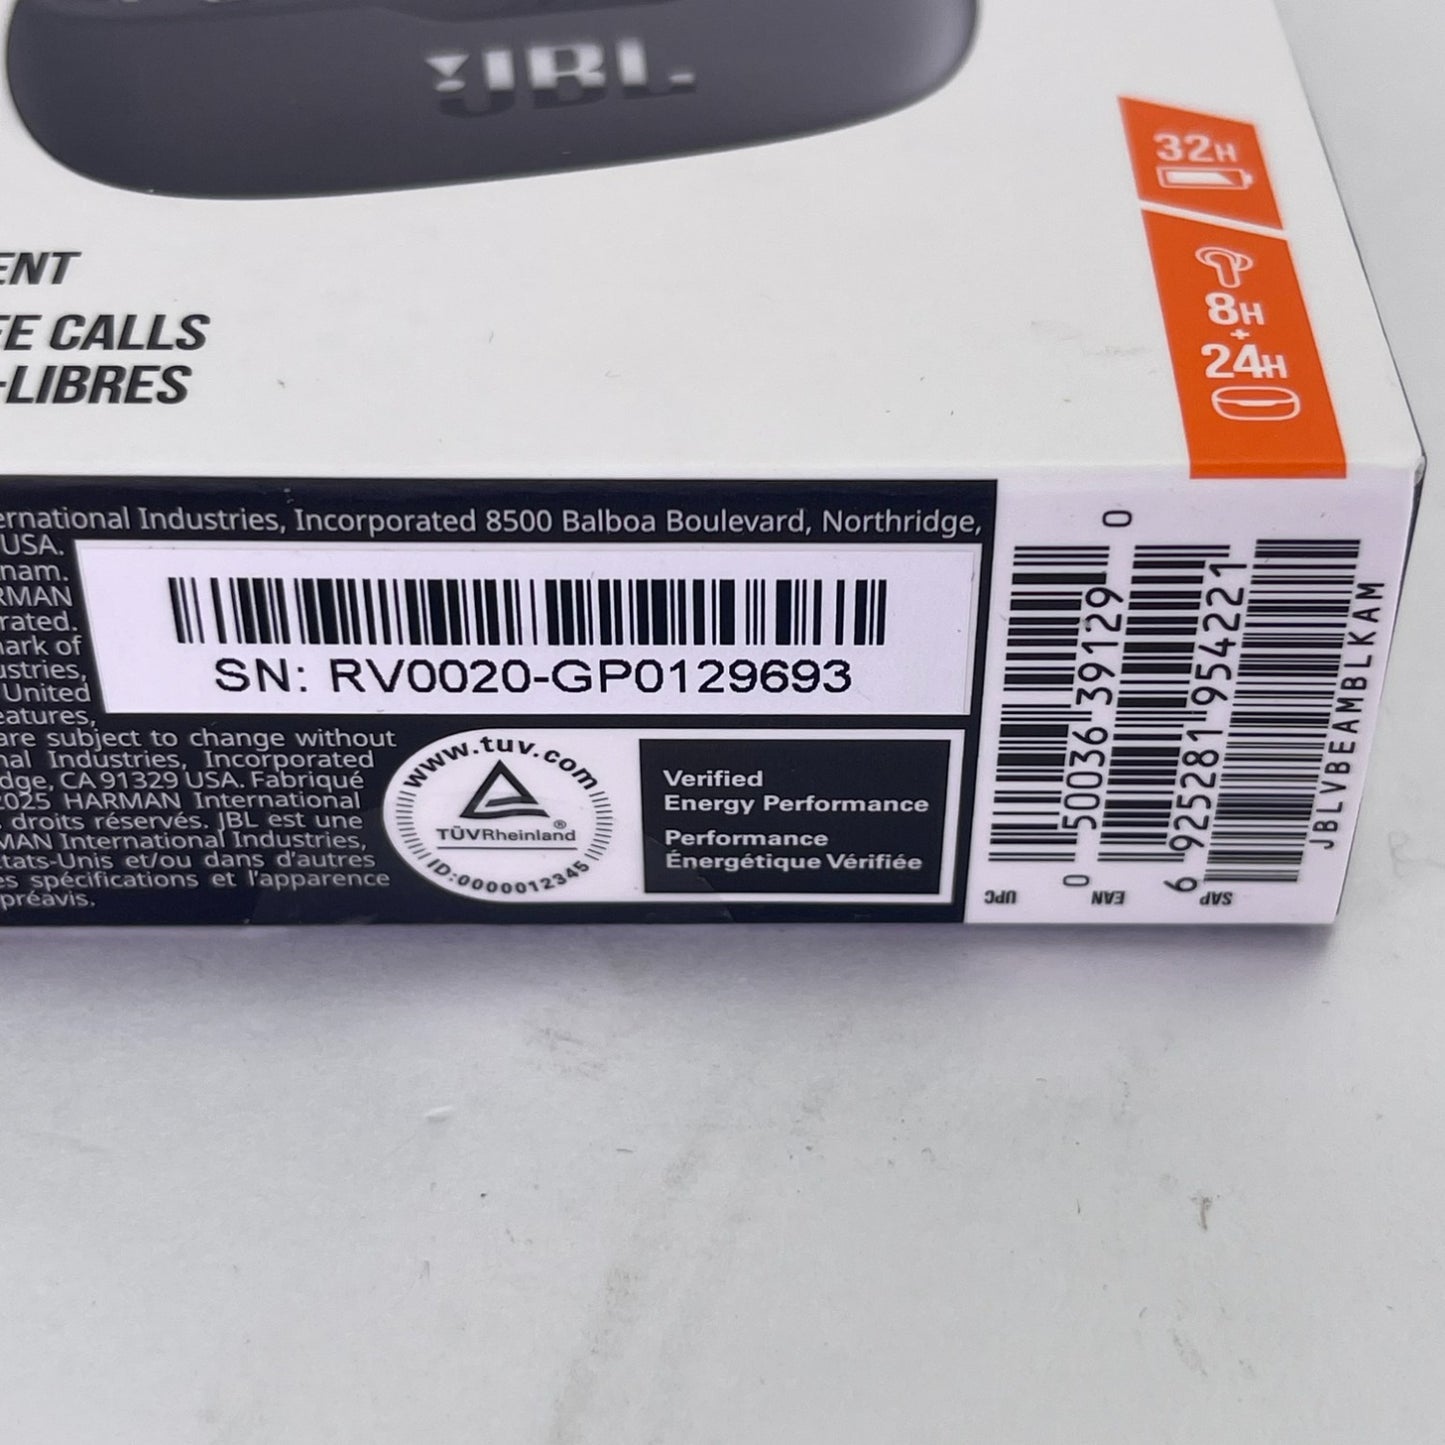 JBL
32H
8H
+
24H
ENT
EE CALLS
-LIBRES
ernational Industries, Incorporated 8500 Balboa Boulevard, Northridge,
USA.
nam.
RMAN
rated.
ark of
ustries,
United
eatures,
are subject to change without
nal Industries, Incorporated
dge, CA 91329 USA. Fabriqué
2025 HARMAN International
droits réservés. JBL est une
MAN International Industries,
tats-Unis et/ou dans d'autres
es spécifications et l'apparence
préavis.
SN: RV0020-GP0129693
www.tuv.com
TÜVRheinland®
ID:0000012345
Verified
Energy Performance
Performance
Énergétique Vérifiée
0 50036 39129 0
UPC
6 925281 954221
EAN
JBLVBEAMBLKAM
SAP